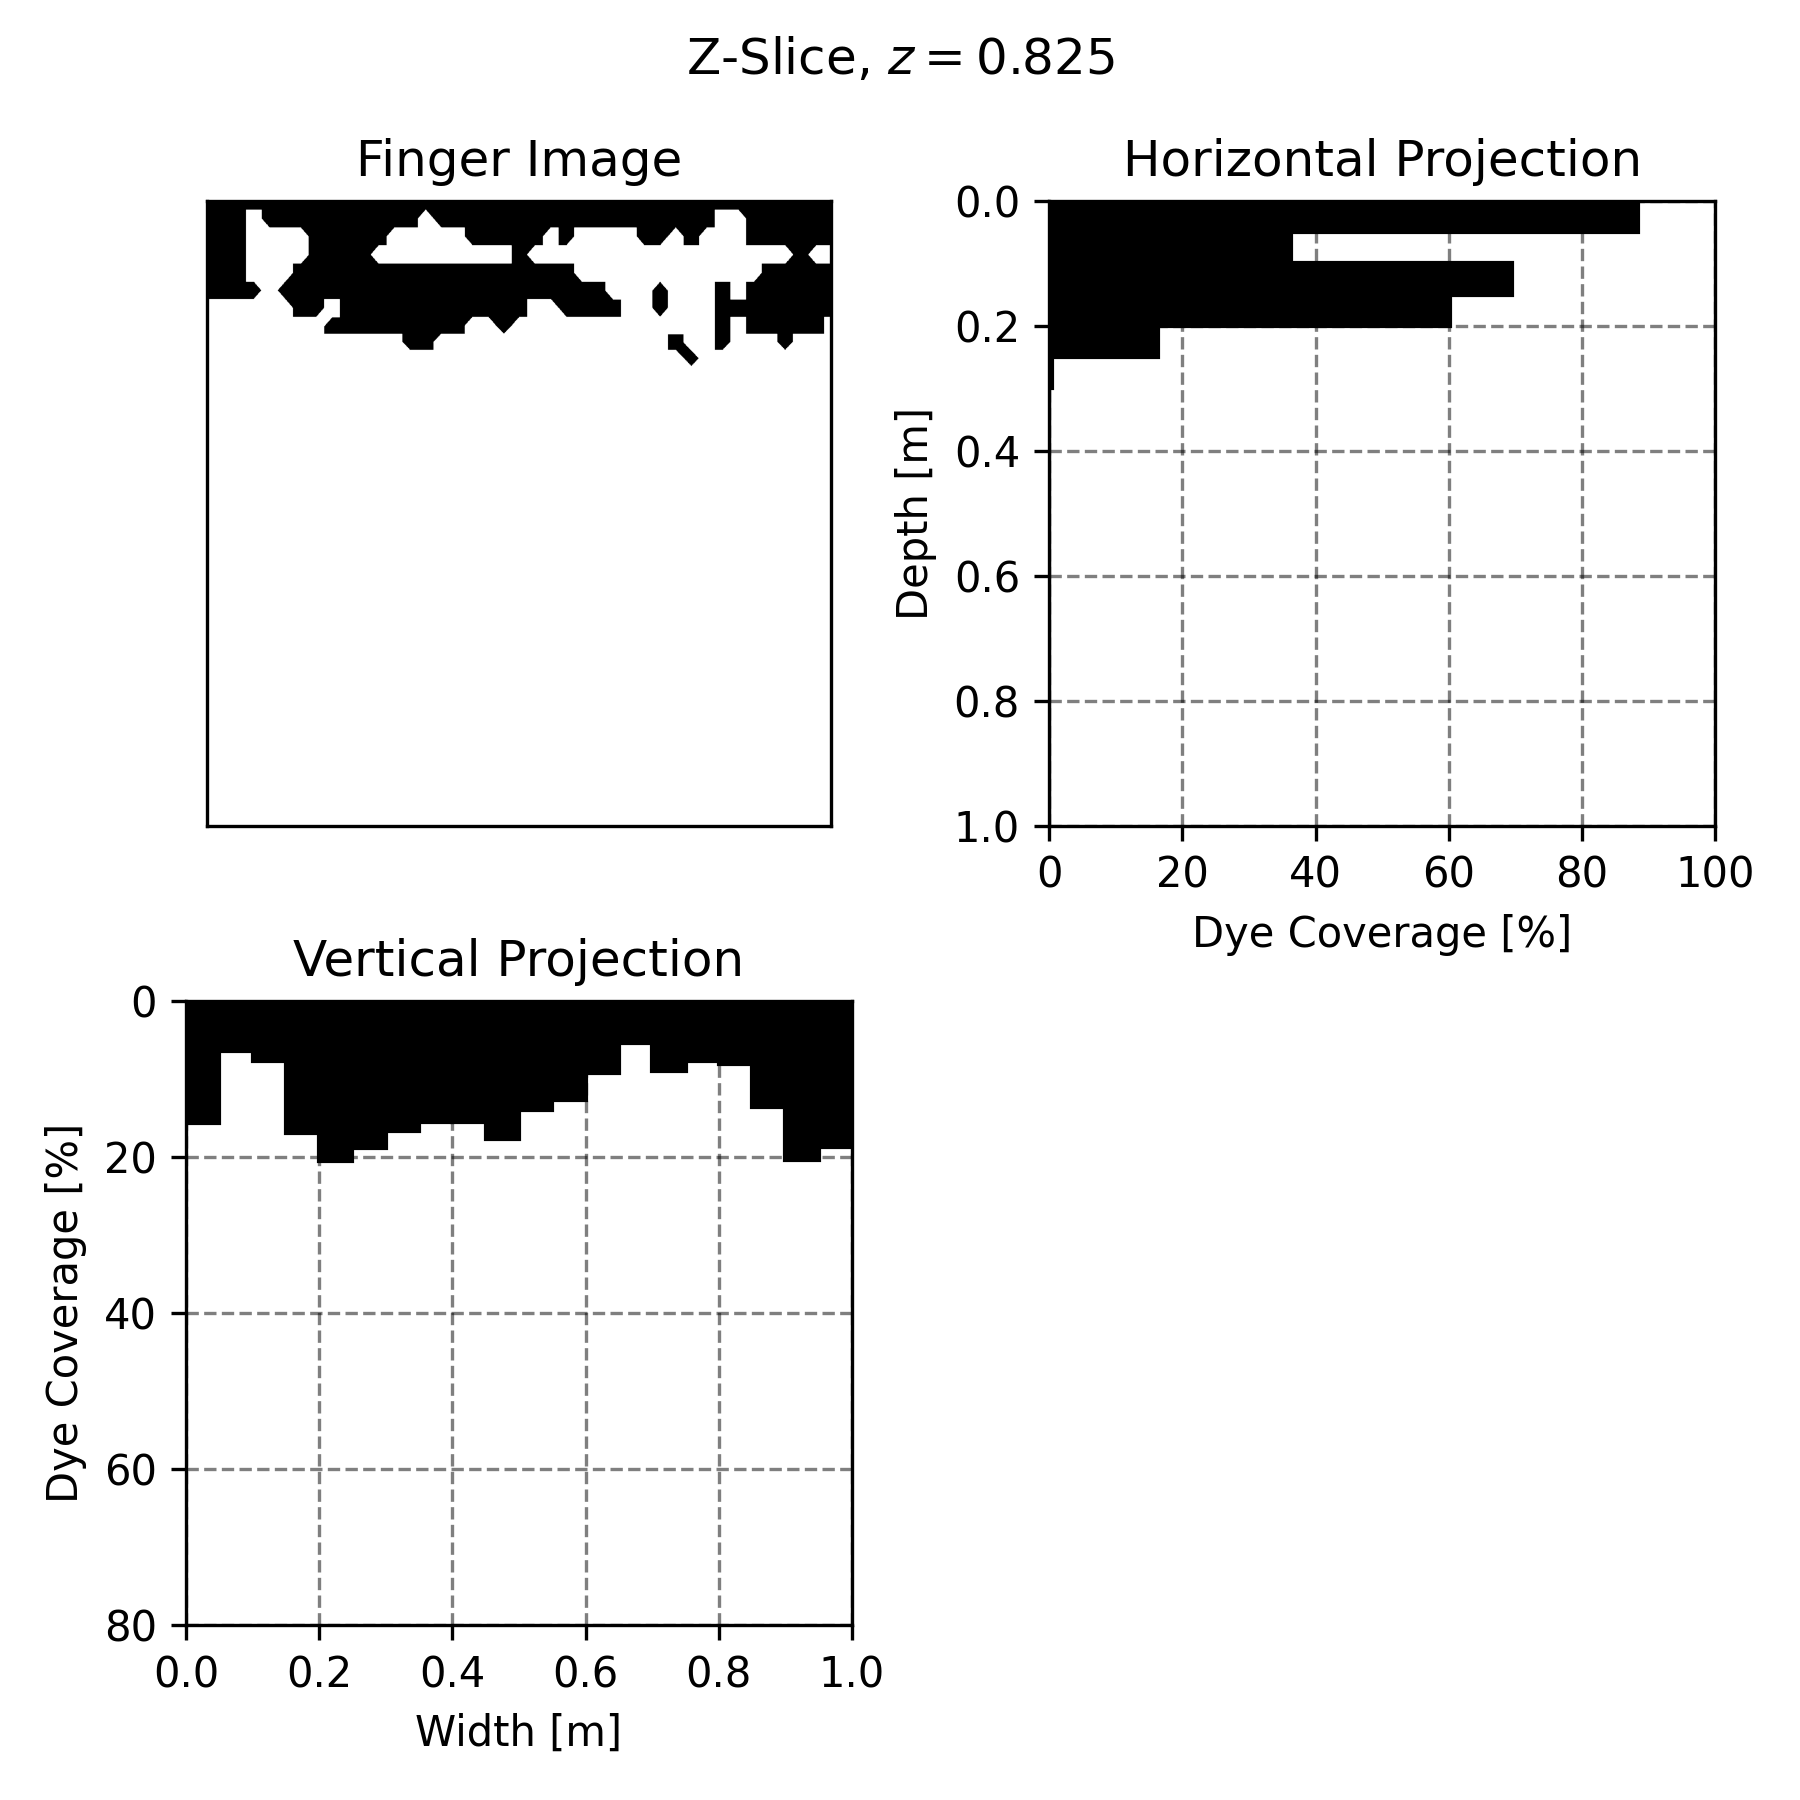 Z-Slice, z = 0.825
Finger Image
Horizontal Projection
0.0
0.2
0.4
0.6
0.8
1.0
Depth [m]
0 20 40 60 80 100
Dye Coverage [%]
Vertical Projection
0
20
40
60
80
Dye Coverage [%]
0.0 0.2 0.4 0.6 0.8 1.0
Width [m]